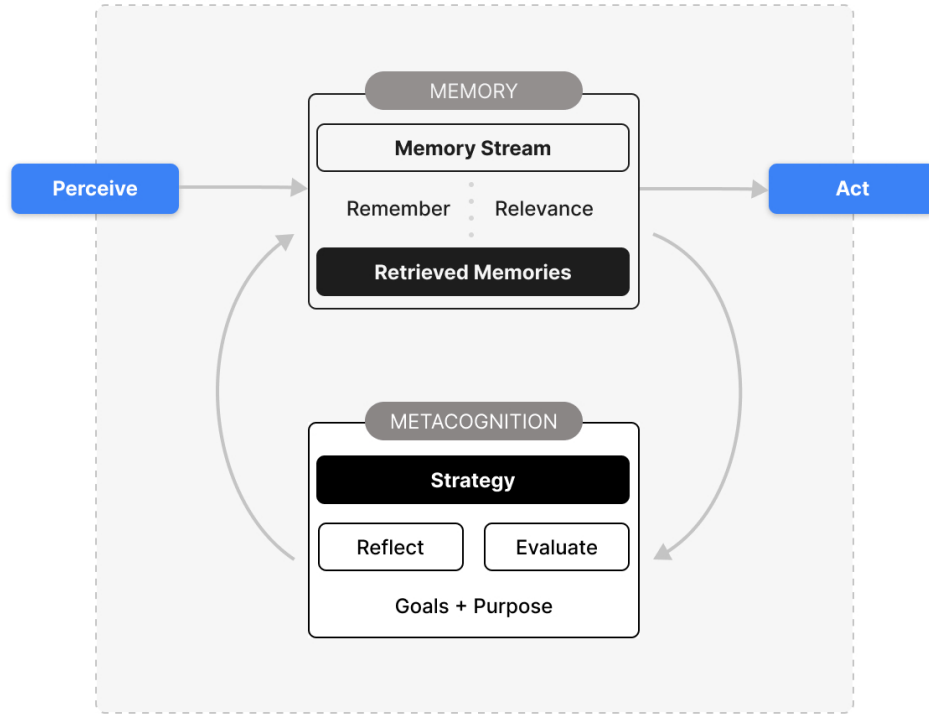 MEMORY
Memory Stream
Perceive
Act
Remember
Relevance
Retrieved Memories
METACOGNITION
Strategy
Reflect
Evaluate
Goals + Purpose